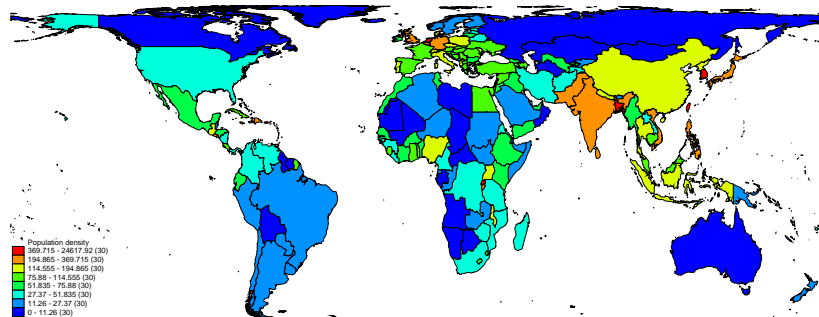 Population density
369.715 - 24617.92 (30)
194.865 - 369.715 (30)
114.555 - 194.865 (30)
75.88 - 114.555 (30)
51.835 - 75.88 (30)
27.37 - 51.835 (30)
11.26 - 27.37 (30)
0 - 11.26 (30)